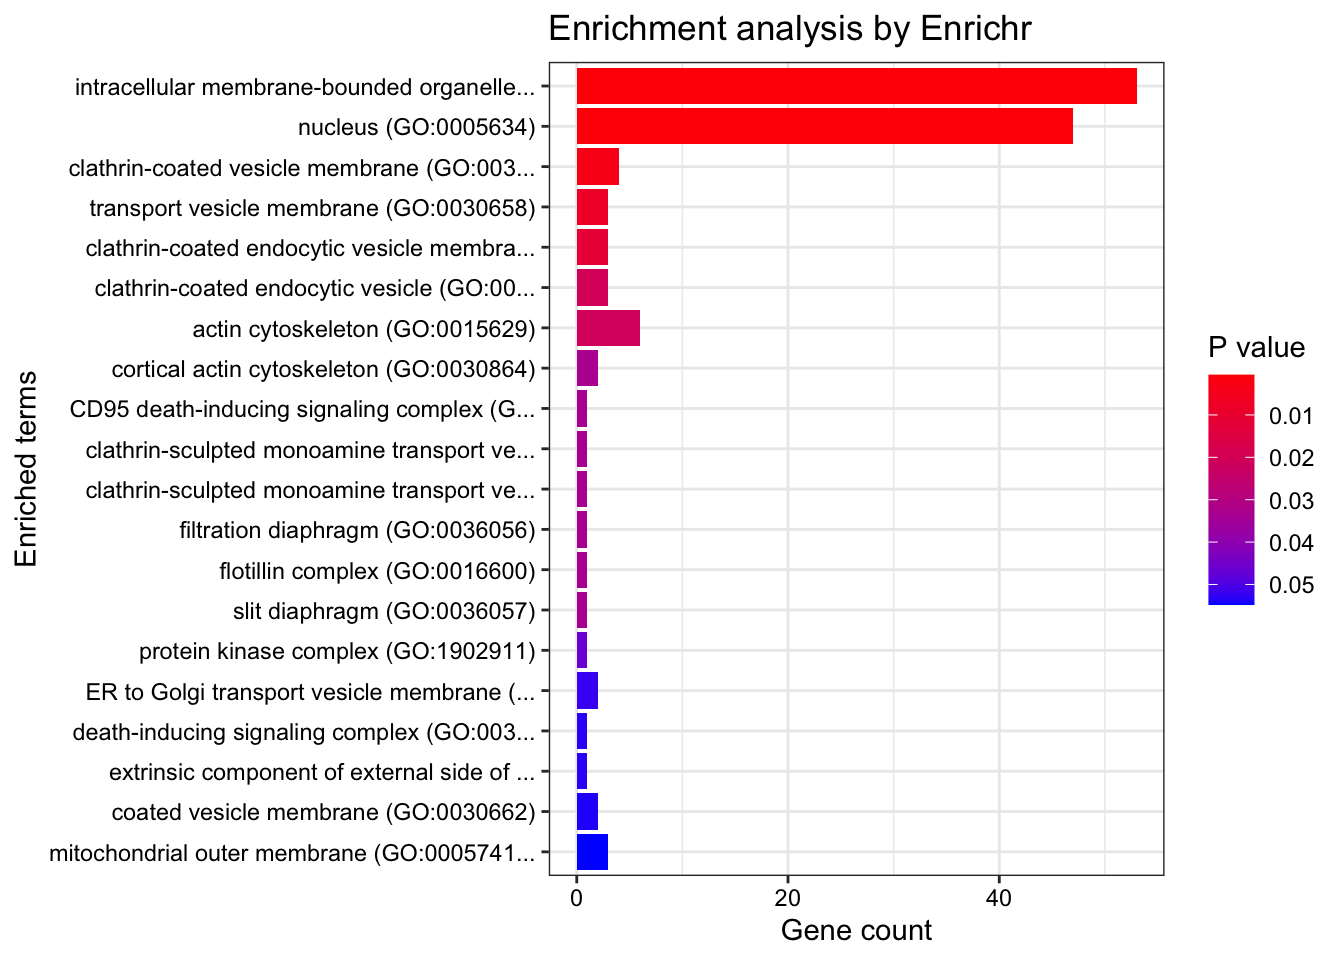 Enrichment analysis by Enrichr
intracellular membrane-bounded organelle...
nucleus (GO:0005634)
clathrin-coated vesicle membrane (GO:003...
transport vesicle membrane (GO:0030658)
clathrin-coated endocytic vesicle membra...
clathrin-coated endocytic vesicle (GO:00...
actin cytoskeleton (GO:0015629)
cortical actin cytoskeleton (GO:0030864)
CD95 death-inducing signaling complex (G...
clathrin-sculpted monoamine transport ve...
clathrin-sculpted monoamine transport ve...
filtration diaphragm (GO:0036056)
flotillin complex (GO:0016600)
slit diaphragm (GO:0036057)
protein kinase complex (GO:1902911)
ER to Golgi transport vesicle membrane (...
death-inducing signaling complex (GO:003...
extrinsic component of external side of ...
coated vesicle membrane (GO:0030662)
mitochondrial outer membrane (GO:0005741...
Enriched terms
0 20 40
Gene count
P value
0.01
0.02
0.03
0.04
0.05